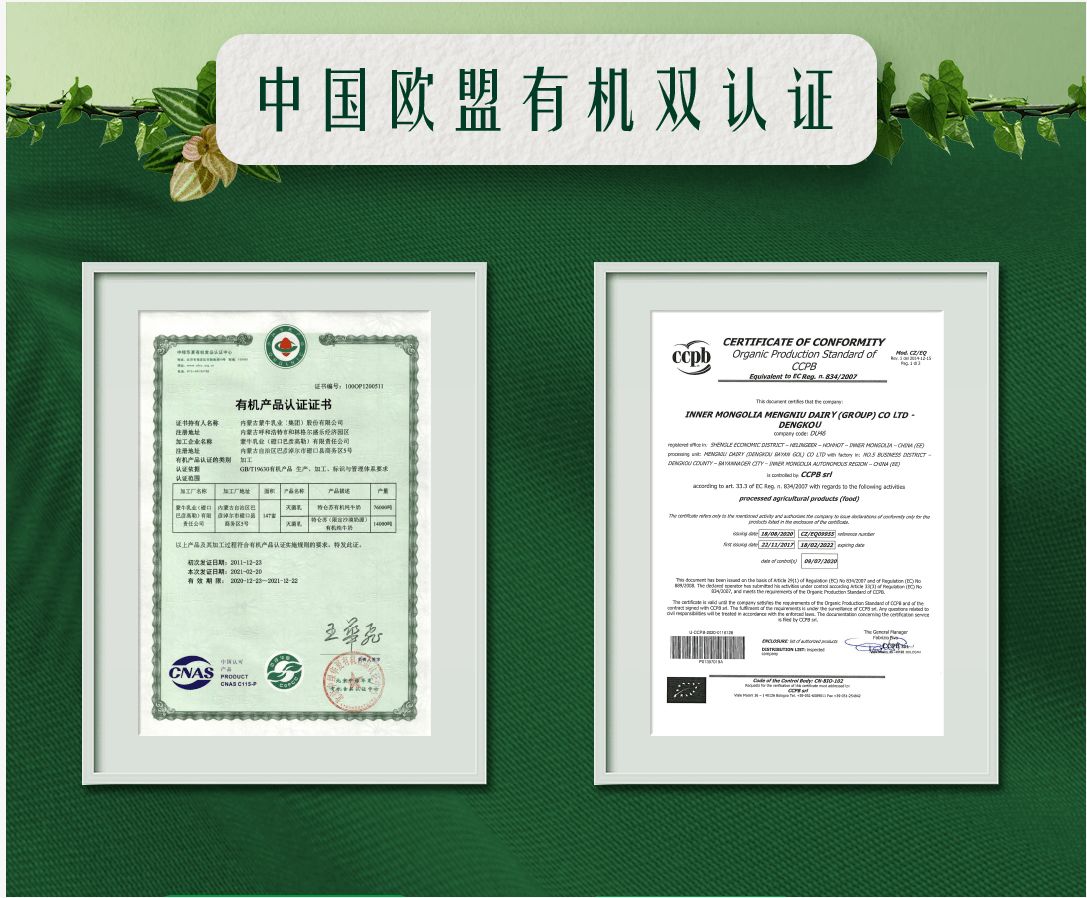 中国欧盟有机双认证
中绿华夏有机食品认证中心
证书编号：100OP1200511
有机产品认证证书
证书持有人名称 内蒙古蒙牛乳业（集团）股份有限公司
注册地址 内蒙古呼和浩特市和林格尔盛乐经济园区
加工企业名称 蒙牛乳业（磴口巴彦高勒）有限责任公司
注册地址 内蒙古自治区巴彦淖尔市磴口县商务区5号
有机产品认证的类别 加工
认证依据 GB/T19630有机产品 生产、加工、标识与管理体系要求
认证范围
加工厂名称 加工厂地址 面积 产品名称 产品描述 产量
蒙牛乳业（磴口巴彦高勒）有限责任公司 内蒙古自治区巴彦淖尔市磴口县商务区5号 147亩 灭菌乳 特仑苏有机纯牛奶 76000吨
灭菌乳 特仑苏（限定沙漠奶源）有机纯牛奶 14000吨
以上产品及其加工过程符合有机产品认证实施规则的要求，特发此证。
初次发证日期：2011-12-23
本次发证日期：2021-02-20
有 效 期 限：2020-12-23--2021-12-22
CNAS
中国认可
产品
PRODUCT
CNAS C115-P
ccpb
CERTIFICATE OF CONFORMITY
Organic Production Standard of
CCPB
Equivalent to EC Reg. n. 834/2007
Mod. CZ/EQ
Rev. 1 del 2014-12-15
Pag. 1 di 2
This document certifies that the company:
INNER MONGOLIA MENGNIU DAIRY (GROUP) CO LTD -
DENGKOU
company code: DLM6
registered office in: SHENGLE ECONOMIC DISTRICT – HELINGEER – HOHHOT – INNER MONGOLIA – CHINA (EE)
processing unit: MENGNIU DAIRY (DENGKOU BAYAN GOL) CO LTD with factory in: NO.5 BUSINESS DISTRICT –
DENGKOU COUNTY – BAYANNAOER CITY – INNER MONGOLIA AUTONOMOUS REGION – CHINA (EE)
is controlled by CCPB srl
according to art. 33.3 of EC Reg. n. 834/2007 with regards to the following activities
processed agricultural products (food)
The certificate refers only to the mentioned activity and authorizes the company to issue declarations of conformity only for the
products listed in the enclosure of the certificate.
issuing date 18/08/2020 CZ/EQ09955 reference number
first issuing date 22/11/2017 18/02/2022 expiring date
date of control(s) 09/07/2020
This document has been issued on the basis of Article 29(1) of Regulation (EC) No 834/2007 and of Regulation (EC) No
889/2008. The declared operator has submitted his activities under control according Article 33(3) of Regulation (EC) No
834/2007, and meets the requirements of the Organic Production Standard of CCPB.
The certificate is valid until the company satisfies the requirements of the Organic Production Standard of CCPB and of the
contract signed with CCPB srl. The fulfilment of the requirements is under the surveillance of CCPB srl. Any questions related to
civil responsibilities will be treated in accordance with the enforced laws. The documentation concerning the certification service
is filed by CCPB srl.
ENCLOSURE: list of authorized products
DISTRIBUTION LIST: inspected
company
The General Manager
Fabrizio Piva
Code of the Control Body: CN-BIO-102
Requests for the verification of this certificate must be addressed to:
CCPB srl